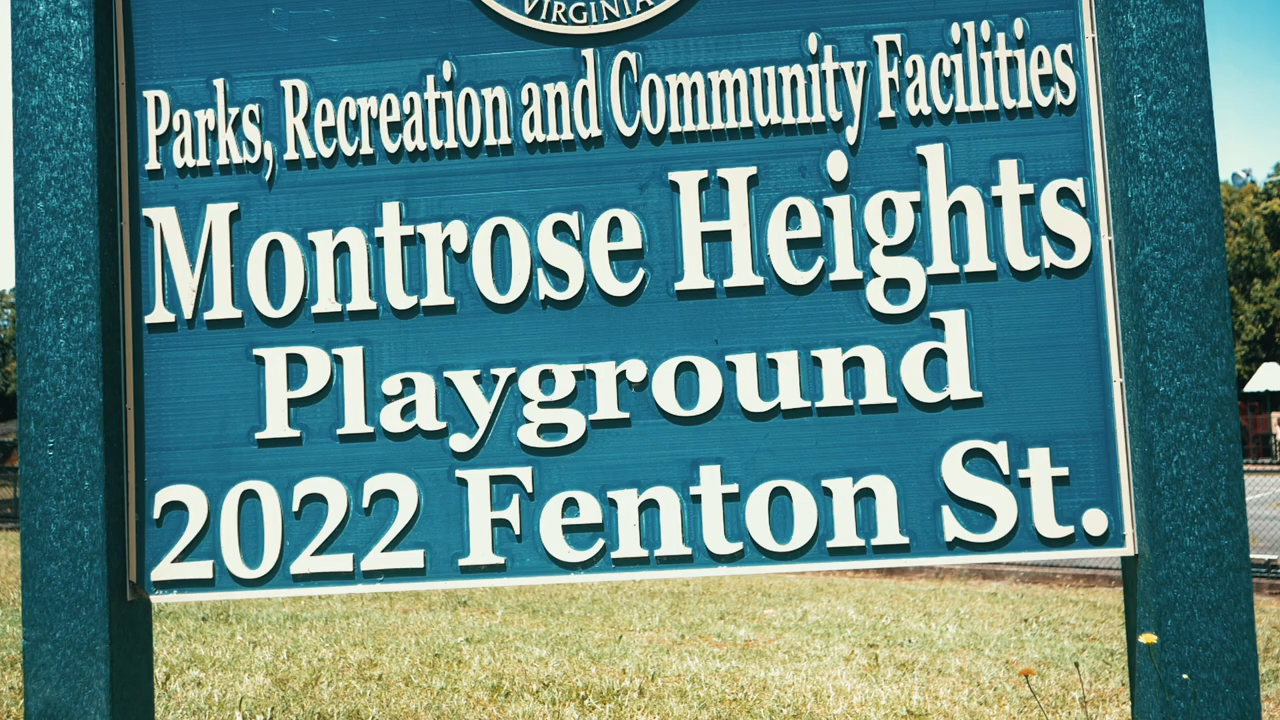 VIRGINIA
Parks, Recreation and Community Facilities
Montrose Heights
Playground
2022 Fenton St.